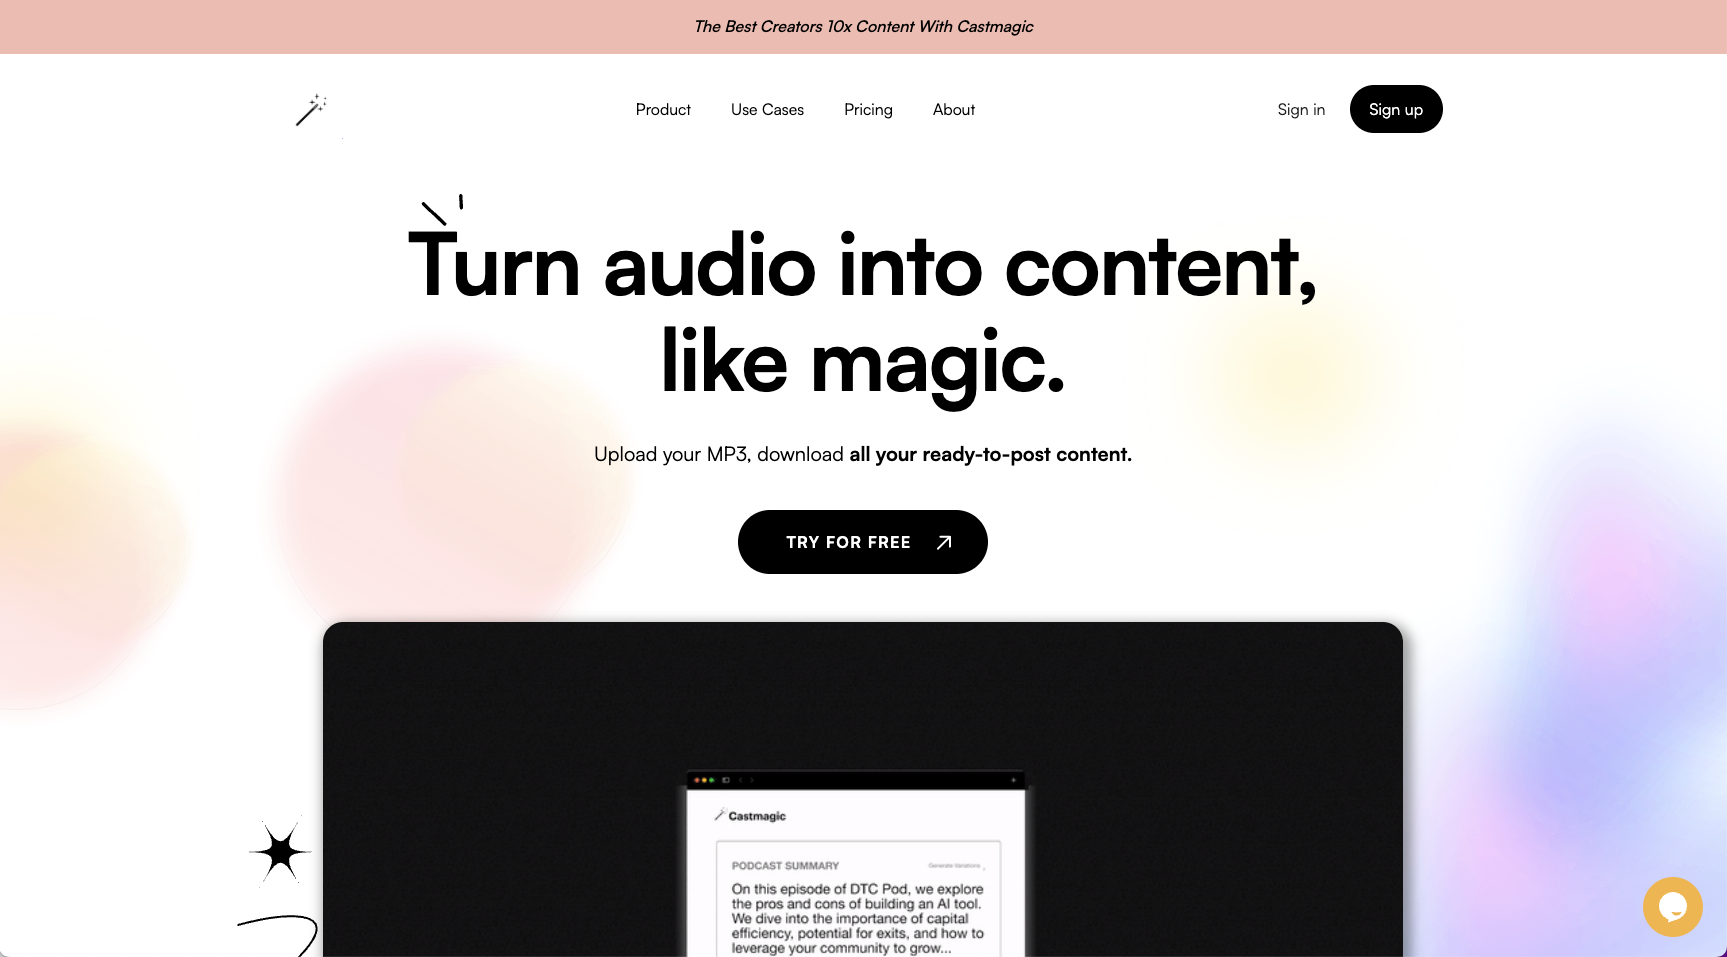 The Best Creators 10x Content With Castmagic
Product
Use Cases
Pricing
About
Sign in
Sign up
Turn audio into content,
like magic.
Upload your MP3, download all your ready-to-post content.
TRY FOR FREE
Castmagic
PODCAST SUMMARY
Generate Variations
On this episode of DTC Pod, we explore
the pros and cons of building an AI tool.
We dive into the importance of capital
efficiency, potential for exits, and how to
leverage your community to grow...